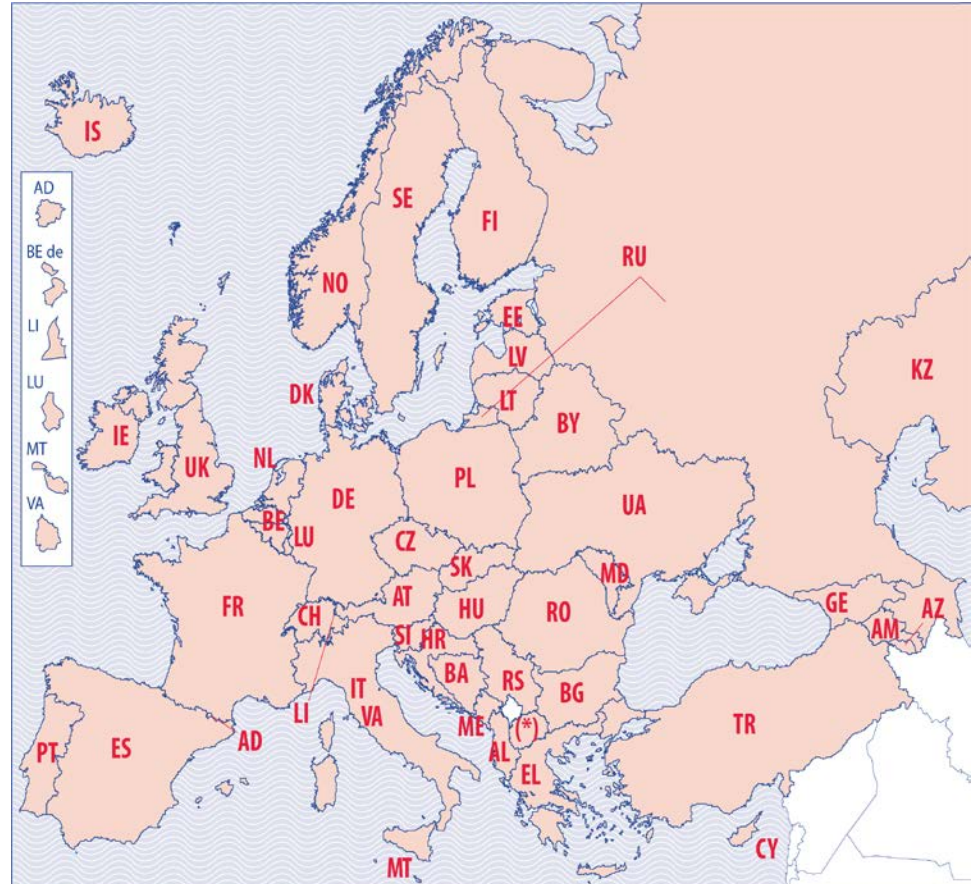 IS
AD
BE de
LI
LU
MT
VA
SE
FI
NO
RU
EE
LV
LT
DK
BY
KZ
IE
UK
NL
PL
DE
BE
LU
UA
CZ
SK
MD
FR
CH
AT
HU
RO
GE
AM
AZ
SI
HR
BA
RS
BG
IT
VA
LI
ME
(*)
TR
PT
ES
AD
AL
EL
MT
CY